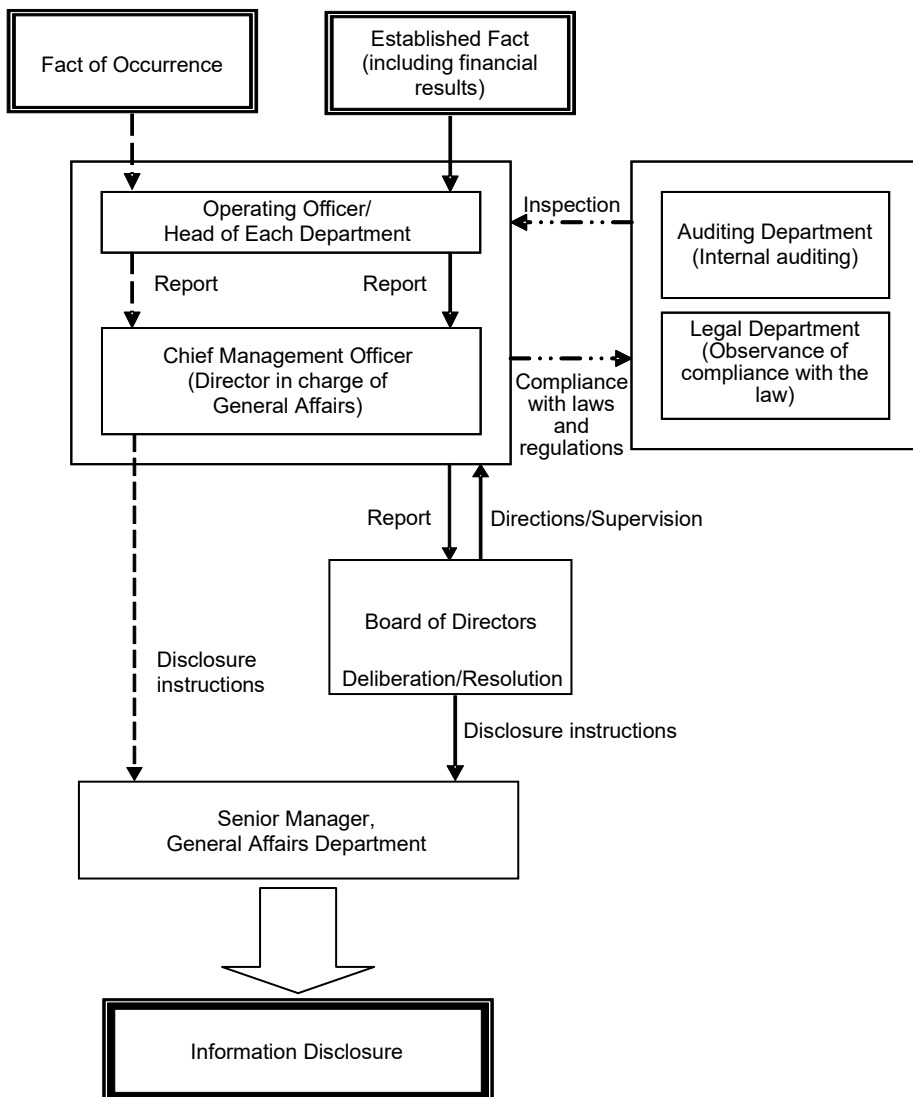 Fact of Occurrence
Established Fact
(including financial
results)
Operating Officer/
Head of Each Department
Inspection
Auditing Department
(Internal auditing)
Report
Report
Legal Department
(Observance of
compliance with the
law)
Chief Management Officer
(Director in charge of
General Affairs)
Compliance
with laws
and
regulations
Report
Directions/Supervision
Board of Directors
Deliberation/Resolution
Disclosure
instructions
Disclosure instructions
Senior Manager,
General Affairs Department
Information Disclosure